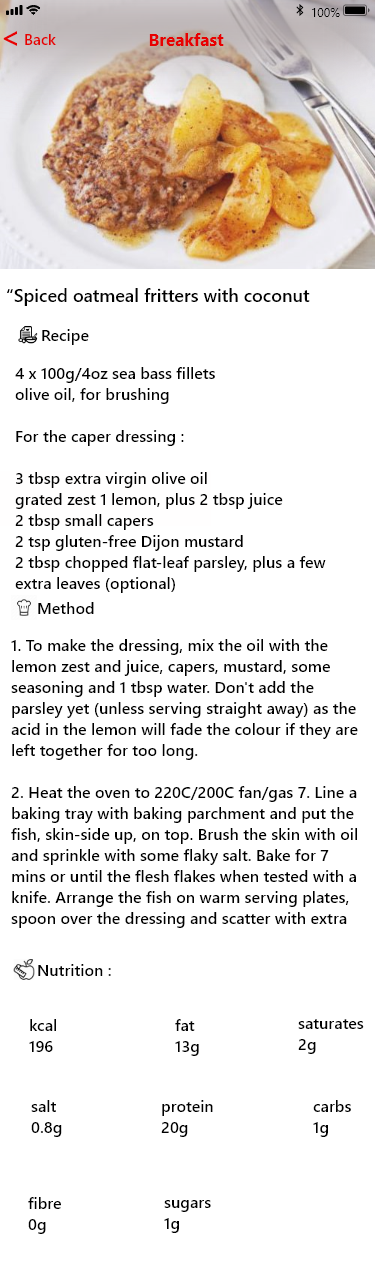 100%
< Back
Breakfast
“Spiced oatmeal fritters with coconut
Recipe
4 x 100g/4oz sea bass fillets
olive oil, for brushing
For the caper dressing :
3 tbsp extra virgin olive oil
grated zest 1 lemon, plus 2 tbsp juice
2 tbsp small capers
2 tsp gluten-free Dijon mustard
2 tbsp chopped flat-leaf parsley, plus a few
extra leaves (optional)
Method
1. To make the dressing, mix the oil with the
lemon zest and juice, capers, mustard, some
seasoning and 1 tbsp water. Don't add the
parsley yet (unless serving straight away) as the
acid in the lemon will fade the colour if they are
left together for too long.
2. Heat the oven to 220C/200C fan/gas 7. Line a
baking tray with baking parchment and put the
fish, skin-side up, on top. Brush the skin with oil
and sprinkle with some flaky salt. Bake for 7
mins or until the flesh flakes when tested with a
knife. Arrange the fish on warm serving plates,
spoon over the dressing and scatter with extra
Nutrition :
kcal fat saturates
196 13g 2g
salt protein carbs
0.8g 20g 1g
fibre sugars
0g 1g